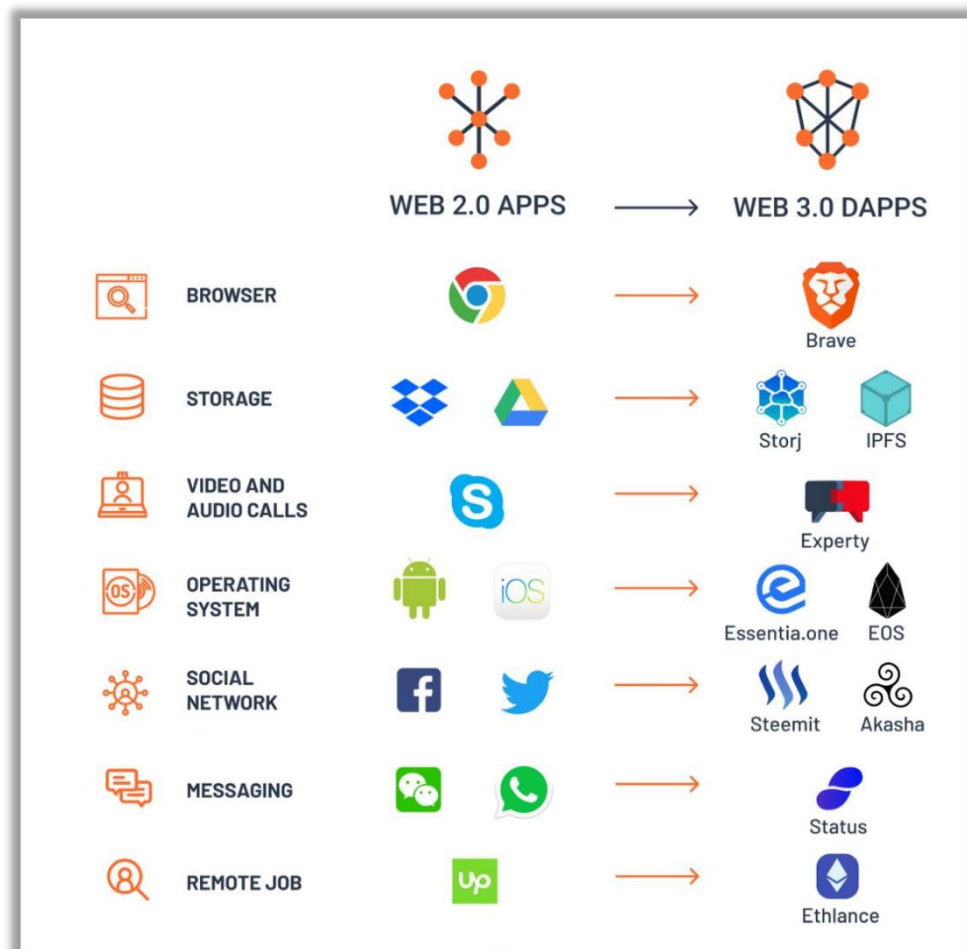 WEB 2.0 APPS
WEB 3.0 DAPPS
BROWSER
Brave
STORAGE
Storj
IPFS
VIDEO AND
AUDIO CALLS
S
Experty
OPERATING
SYSTEM
OS
iOS
Essentia.one
EOS
SOCIAL
NETWORK
f
Steemit
Akasha
MESSAGING
Status
REMOTE JOB
Up
Ethlance